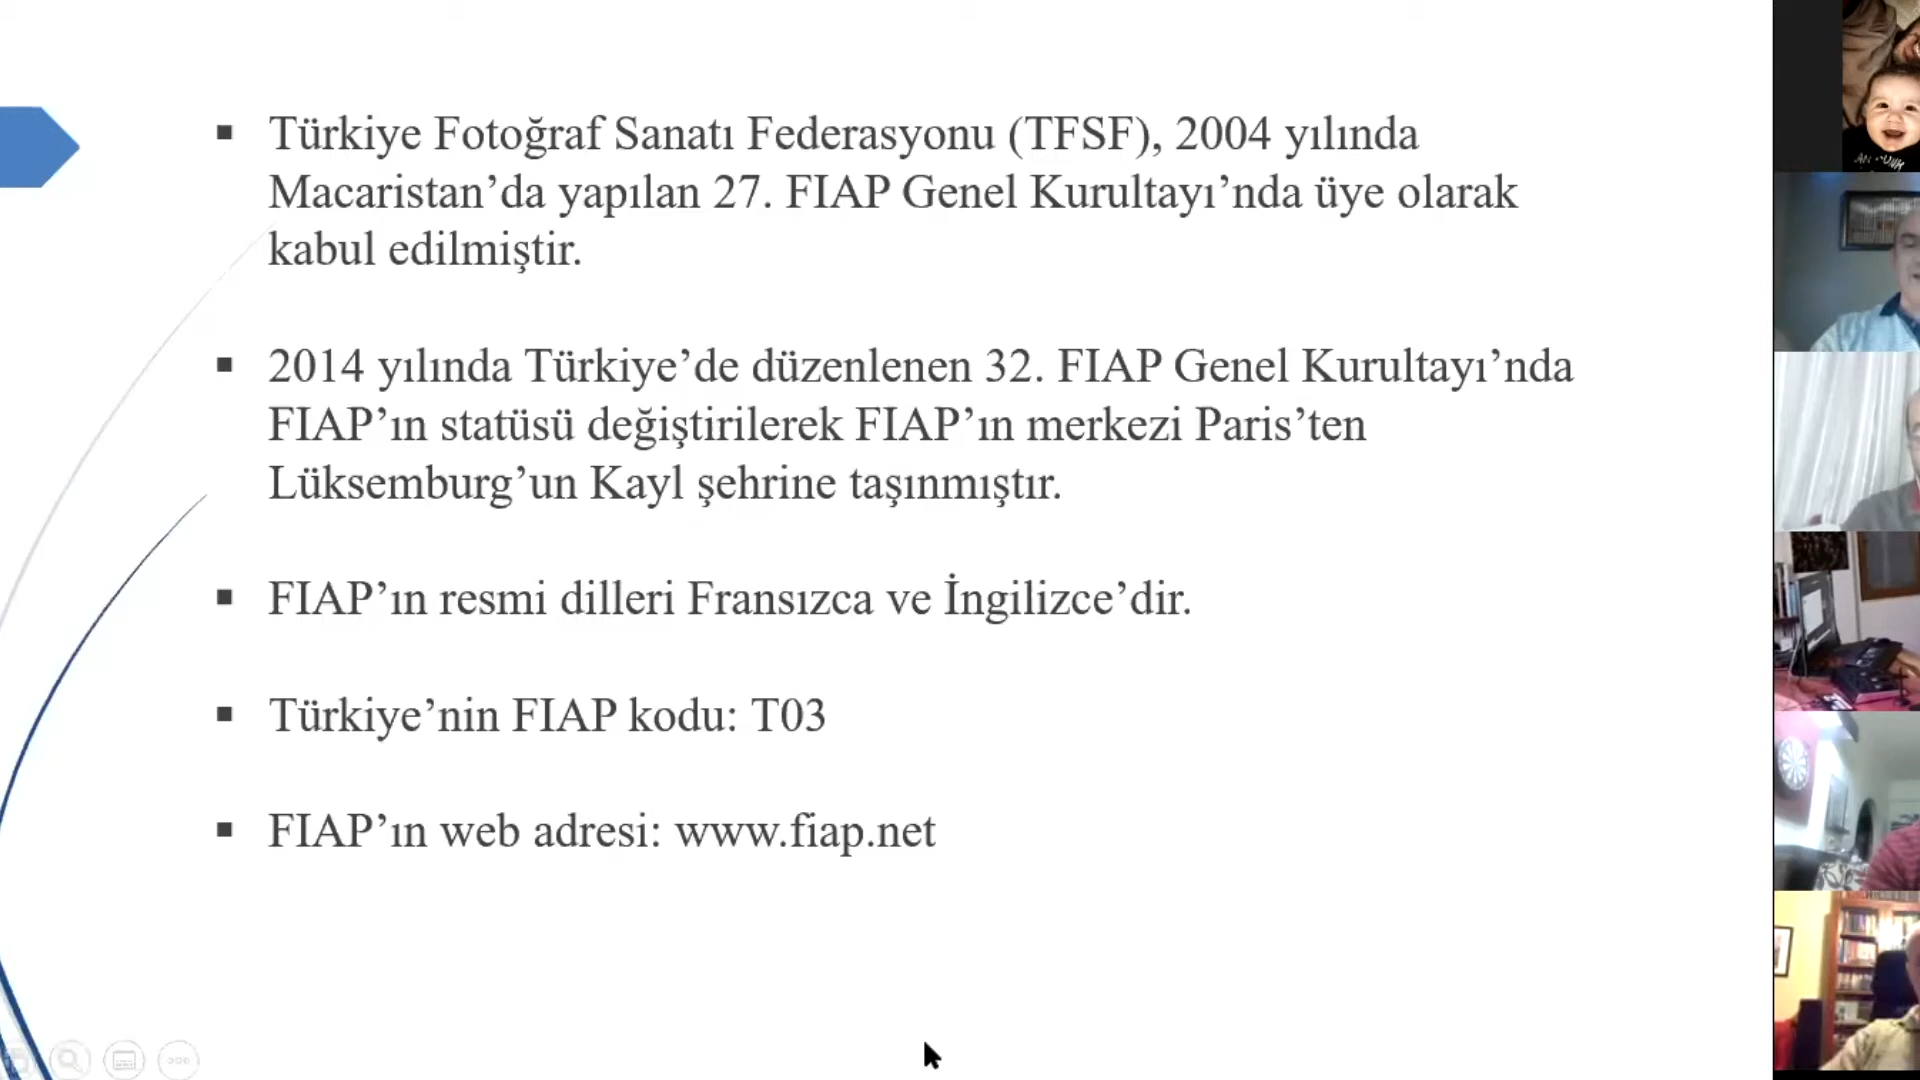 Türkiye Fotoğraf Sanatı Federasyonu (TFSF), 2004 yılında
Macaristan’da yapılan 27. FIAP Genel Kurultayı’nda üye olarak
kabul edilmiştir.
2014 yılında Türkiye’de düzenlenen 32. FIAP Genel Kurultayı’nda
FIAP’ın statüsü değiştirilerek FIAP’ın merkezi Paris’ten
Lüksemburg’un Kayl şehrine taşınmıştır.
FIAP’ın resmi dilleri Fransızca ve İngilizce’dir.
Türkiye’nin FIAP kodu: T03
FIAP’ın web adresi: www.fiap.net